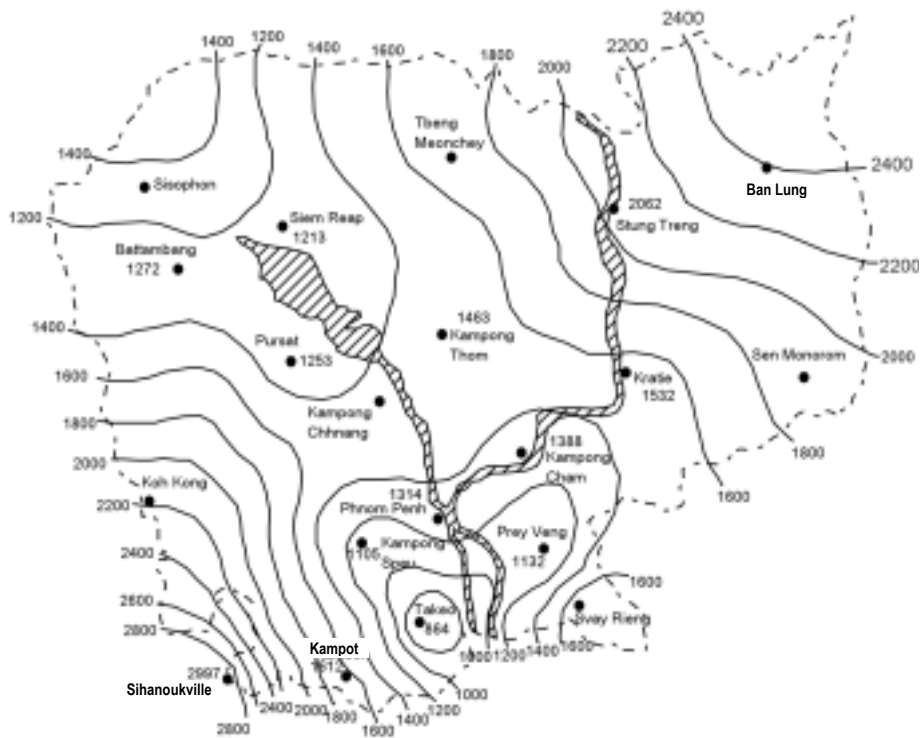 1400
1200
1400
1600
1800
2000
2200
2400
1400
Sisophon
Tbeng
Meonchey
Ban Lung
2400
1200
Siem Reap
1213
2062
Stung Treng
Battambang
1272
2200
1400
Pursat
1253
1463
Kampong
Thom
Sen Monorom
2000
1600
Kratie
1532
Kampong
Chhnang
1800
1388
Kampong
Cham
1800
2000
1600
Koh Kong
1314
Phnom Penh
2200
Prey Veng
1132
1105
Kampong
Speu
2400
1600
2600
Takeo
864
Svay Rieng
2800
Kampot
1612
1000
1200
1400
1600
2997
Sihanoukville
2400
2000
1800
1600
1400
1200
1000
2800